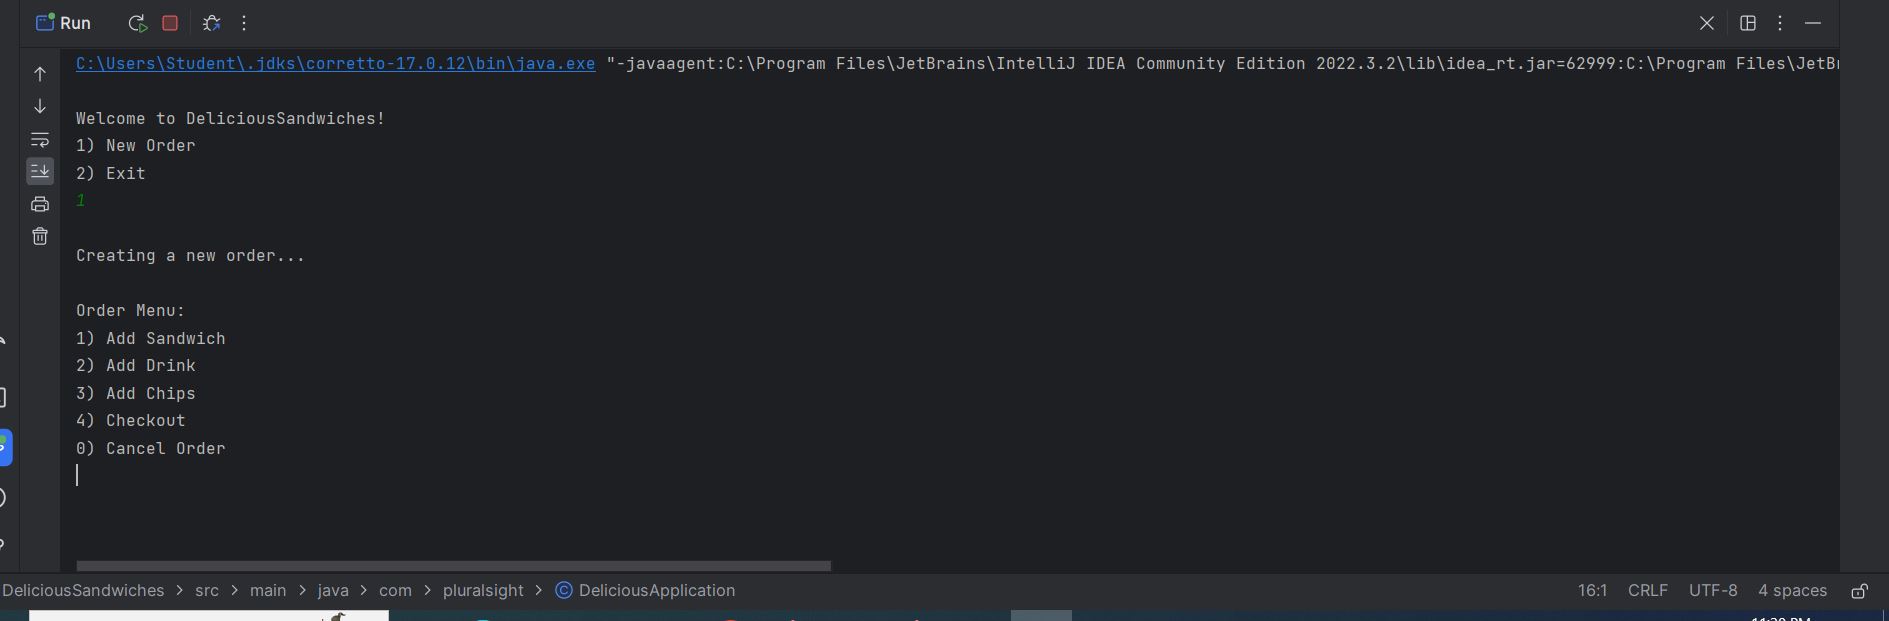 Run
C:\Users\Student\.jdks\corretto-17.0.12\bin\java.exe "-javaagent:C:\Program Files\JetBrains\IntelliJ IDEA Community Edition 2022.3.2\lib\idea_rt.jar=62999:C:\Program Files\JetB
Welcome to DeliciousSandwiches!
1) New Order
2) Exit
1
Creating a new order...
Order Menu:
1) Add Sandwich
2) Add Drink
3) Add Chips
4) Checkout
0) Cancel Order
DeliciousSandwiches > src > main > java > com > pluralsight > DeliciousApplication 16:1 CRLF UTF-8 4 spaces